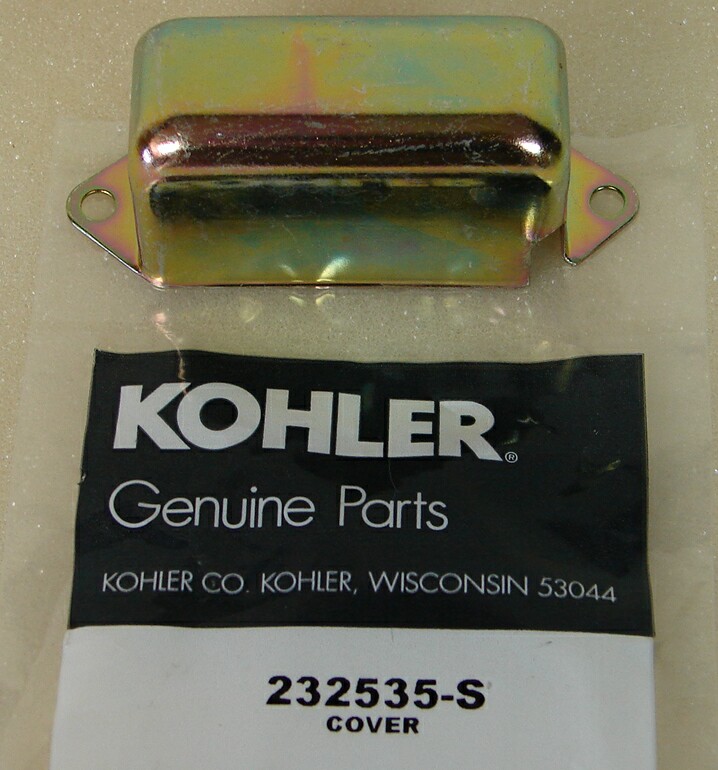 KOHLER®
Genuine Parts
KOHLER CO. KOHLER, WISCONSIN 53044
232535-S
COVER